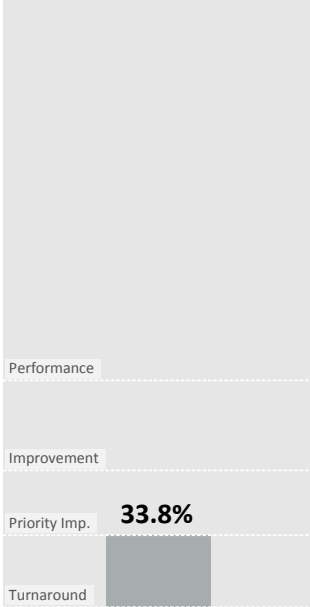 Performance
Improvement
Priority Imp.
33.8%
Turnaround